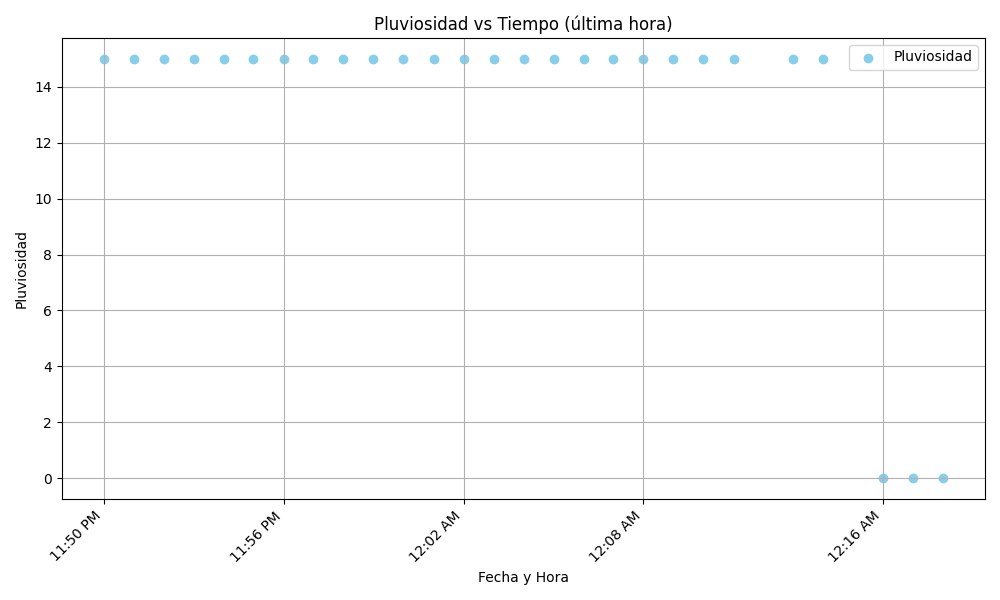 Pluviosidad vs Tiempo (última hora)
Pluviosidad
14
12
10
8
6
4
2
0
Pluviosidad
11:50 PM
11:56 PM
12:02 AM
12:08 AM
12:16 AM
Fecha y Hora